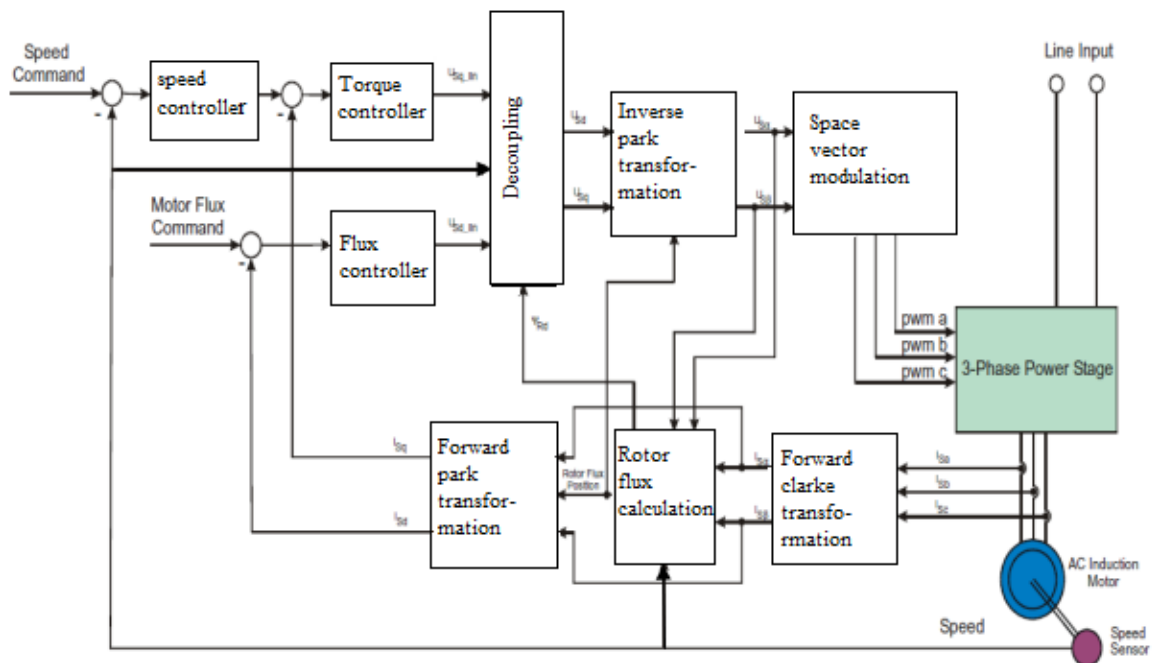 Speed
Command
speed
controller
Torque
controller
uSq_lin
Decoupling
uSd
uSq
Inverse
park
transfor-
mation
uSα
uSβ
Space
vector
modulation
Line Input
Motor Flux
Command
Flux
controller
uSd_lin
ΨRd
pwm a
pwm b
pwm c
3-Phase Power Stage
iSq
iSd
Forward
park
transfor-
mation
Rotor Flux
Position
Rotor
flux
calculation
iSα
iSβ
Forward
clarke
transfo-
rmation
iSa
iSb
iSc
AC Induction
Motor
Speed
Speed
Sensor
-
-
-